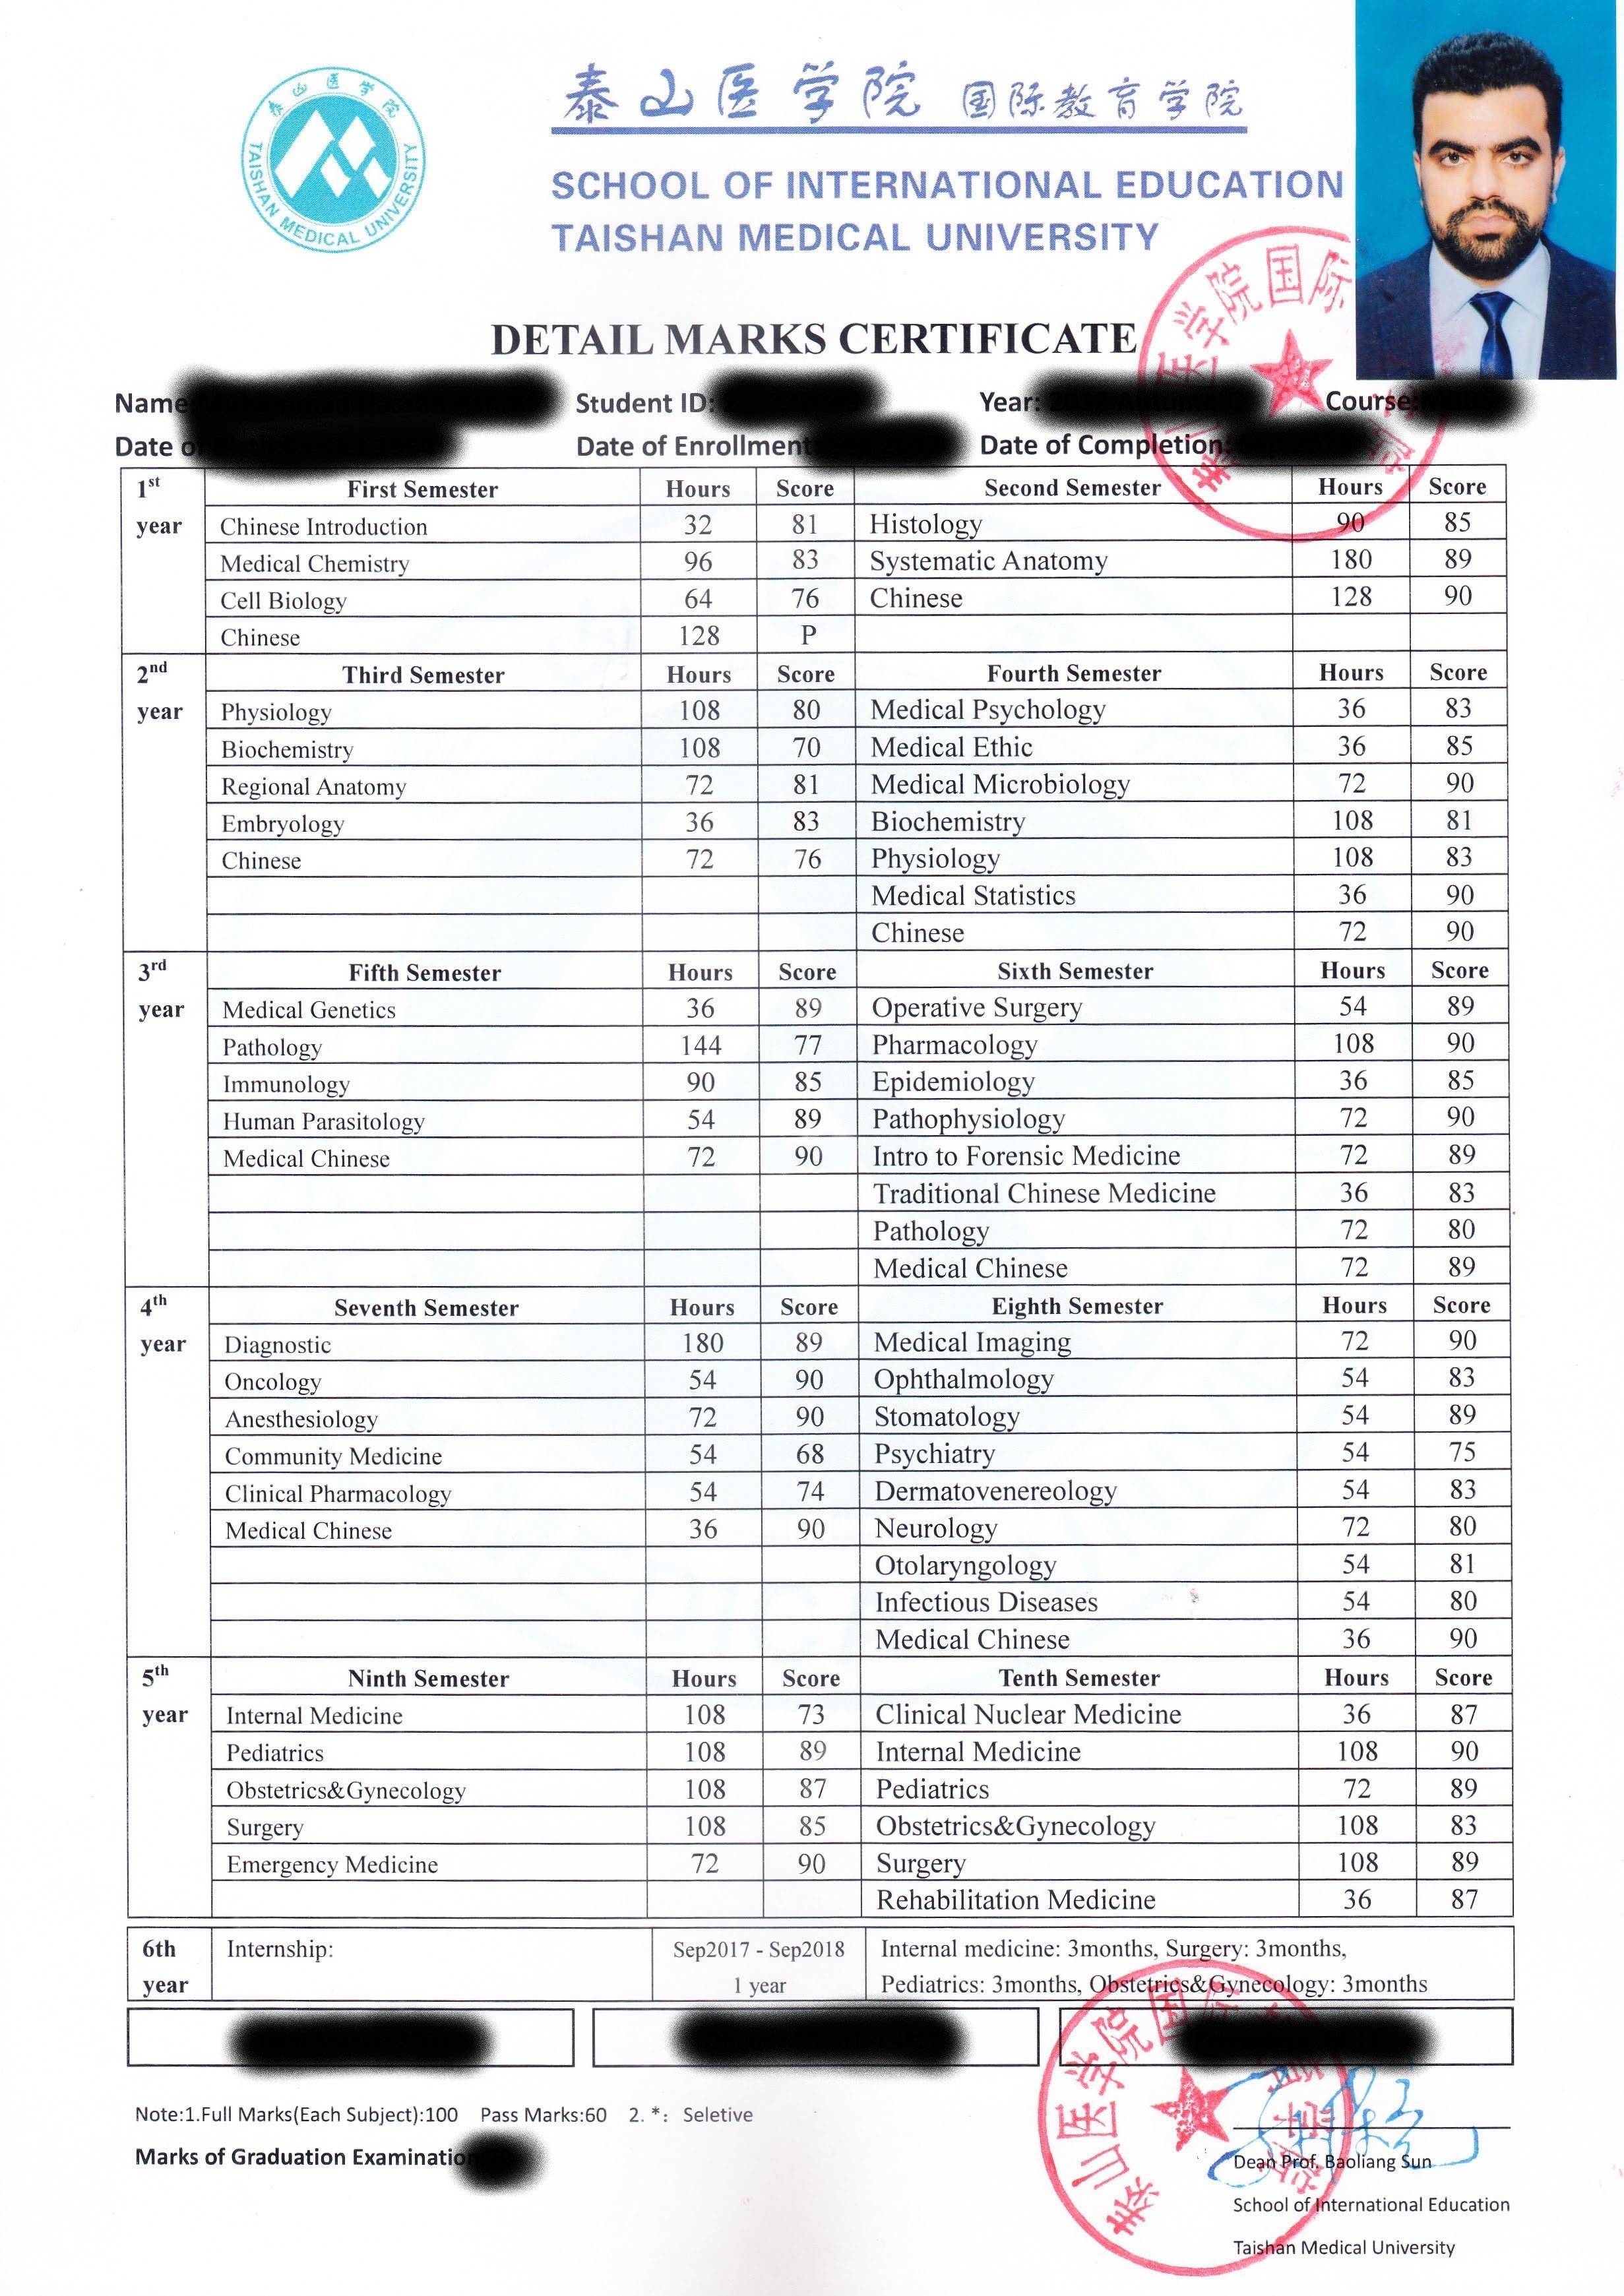 泰山医学院 国际教育学院
SCHOOL OF INTERNATIONAL EDUCATION
TAISHAN MEDICAL UNIVERSITY
泰山医学院
TAISHAN MEDICAL UNIVERSITY
DETAIL MARKS CERTIFICATE
Name: Student ID: Year: Course:
Date of Date of Enrollment: Date of Completion:
1st year First Semester Hours Score Second Semester Hours Score
Chinese Introduction 32 81 Histology 90 85
Medical Chemistry 96 83 Systematic Anatomy 180 89
Cell Biology 64 76 Chinese 128 90
Chinese 128 P
2nd year Third Semester Hours Score Fourth Semester Hours Score
Physiology 108 80 Medical Psychology 36 83
Biochemistry 108 70 Medical Ethic 36 85
Regional Anatomy 72 81 Medical Microbiology 72 90
Embryology 36 83 Biochemistry 108 81
Chinese 72 76 Physiology 108 83
Medical Statistics 36 90
Chinese 72 90
3rd year Fifth Semester Hours Score Sixth Semester Hours Score
Medical Genetics 36 89 Operative Surgery 54 89
Pathology 144 77 Pharmacology 108 90
Immunology 90 85 Epidemiology 36 85
Human Parasitology 54 89 Pathophysiology 72 90
Medical Chinese 72 90 Intro to Forensic Medicine 72 89
Traditional Chinese Medicine 36 83
Pathology 72 80
Medical Chinese 72 89
4th year Seventh Semester Hours Score Eighth Semester Hours Score
Diagnostic 180 89 Medical Imaging 72 90
Oncology 54 90 Ophthalmology 54 83
Anesthesiology 72 90 Stomatology 54 89
Community Medicine 54 68 Psychiatry 54 75
Clinical Pharmacology 54 74 Dermatovenereology 54 83
Medical Chinese 36 90 Neurology 72 80
Otolaryngology 54 81
Infectious Diseases 54 80
Medical Chinese 36 90
5th year Ninth Semester Hours Score Tenth Semester Hours Score
Internal Medicine 108 73 Clinical Nuclear Medicine 36 87
Pediatrics 108 89 Internal Medicine 108 90
Obstetrics&Gynecology 108 87 Pediatrics 72 89
Surgery 108 85 Obstetrics&Gynecology 108 83
Emergency Medicine 72 90 Surgery 108 89
Rehabilitation Medicine 36 87
6th year Internship: Sep2017 - Sep2018 Internal medicine: 3months, Surgery: 3months,
1 year Pediatrics: 3months, Obstetrics&Gynecology: 3months
Note:1.Full Marks(Each Subject):100 Pass Marks:60 2. *: Seletive
Marks of Graduation Examination
Dean Prof. Baoliang Sun
School of International Education
Taishan Medical University